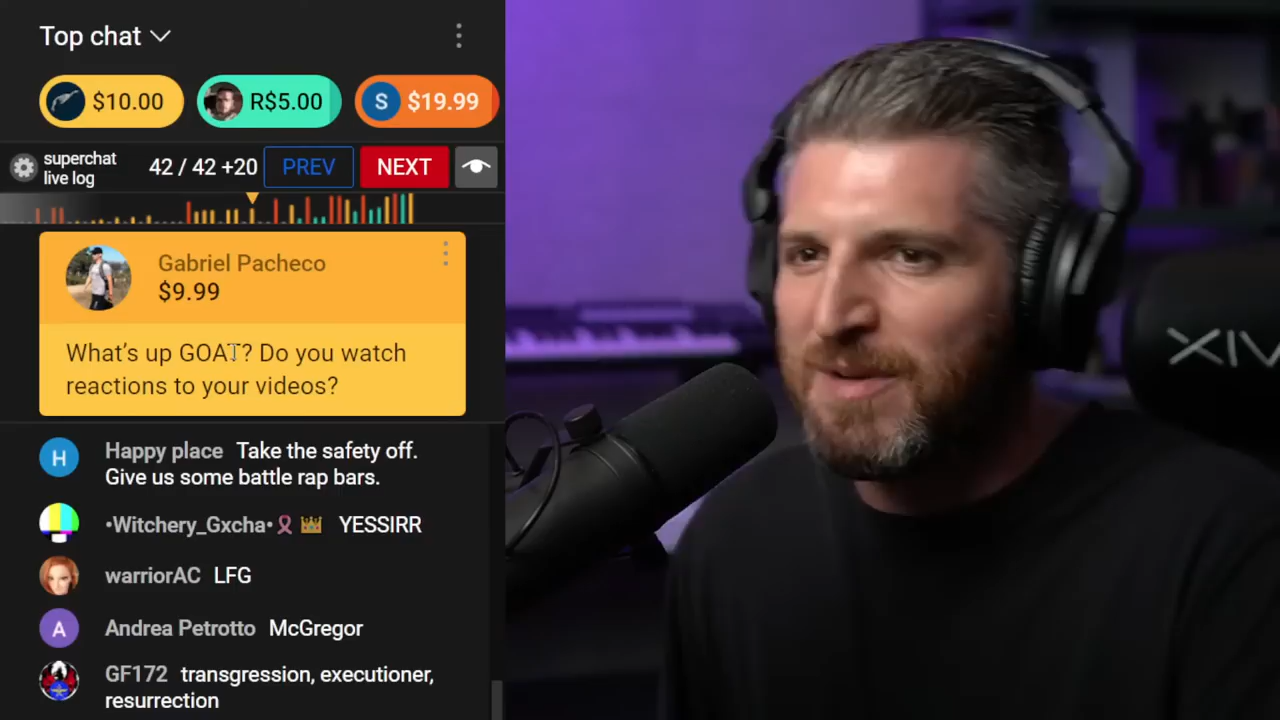 Top chat
$10.00
R$5.00
S
$19.99
superchat
live log
42 / 42 +20
PREV
NEXT
Gabriel Pacheco
$9.99
What's up GOAT? Do you watch
reactions to your videos?
H
Happy place Take the safety off.
Give us some battle rap bars.
•Witchery_Gxcha•🎗️👑 YESSIRR
warriorAC LFG
A
Andrea Petrotto McGregor
GF172 transgression, executioner,
resurrection
XIV